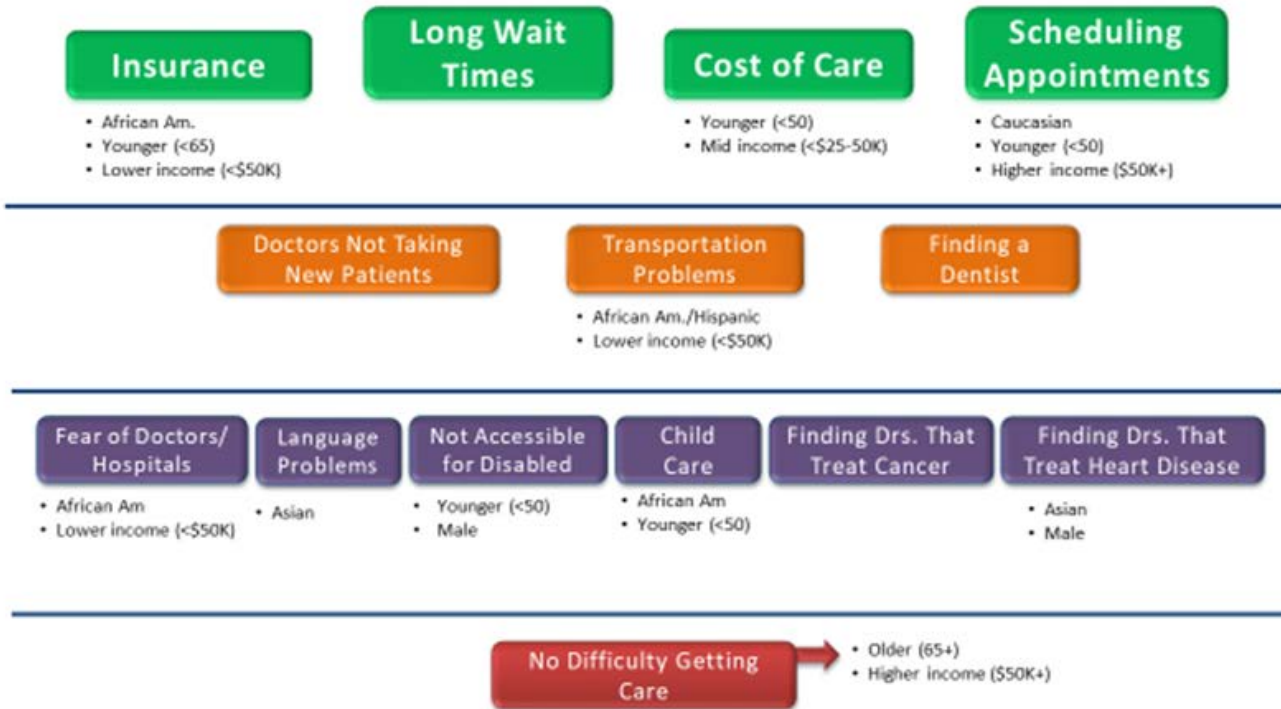 Insurance
Long Wait
Times
Cost of Care
Scheduling
Appointments
• African Am.
• Younger (<65)
• Lower income (<$50K)
• Younger (<50)
• Mid income (<$25-50K)
• Caucasian
• Younger (<50)
• Higher income ($50K+)
Doctors Not Taking
New Patients
Transportation
Problems
Finding a
Dentist
• African Am./Hispanic
• Lower income (<$50K)
Fear of Doctors/
Hospitals
Language
Problems
Not Accessible
for Disabled
Child
Care
Finding Drs. That
Treat Cancer
Finding Drs. That
Treat Heart Disease
• African Am
• Lower income (<$50K)
• Asian
• Younger (<50)
• Male
• African Am
• Younger (<50)
• Asian
• Male
No Difficulty Getting
Care
• Older (65+)
• Higher income ($50K+)